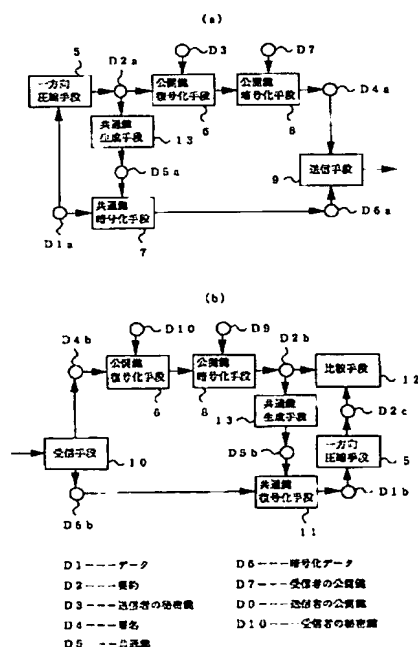 (a)
5
D2a
D3
D7
一方向
圧縮手段
公開鍵
復号化手段
公開鍵
暗号化手段
D4a
共通鍵
生成手段
13
6
8
D5a
9
送信手段
共通鍵
暗号化手段
D1a
7
D6a
(b)
D4b
D10
D9
D2b
公開鍵
復号化手段
公開鍵
暗号化手段
比較手段
12
6
8
13
共通鍵
生成手段
D2c
受信手段
10
D5b
一方向
圧縮手段
5
D6b
共通鍵
復号化手段
D1b
11
D1----データ
D2----要約
D3----送信者の秘密鍵
D4----署名
D5----共通鍵
D6----暗号化データ
D7----受信者の公開鍵
D9----送信者の公開鍵
D10----受信者の秘密鍵